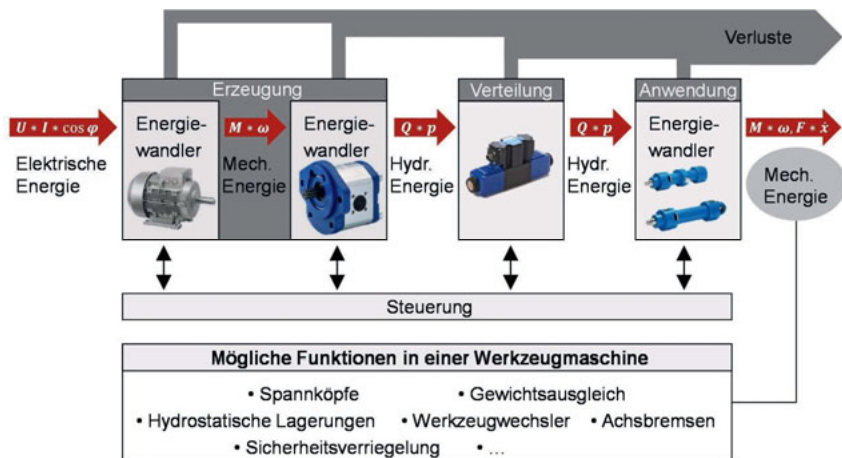 Verluste
Erzeugung
Verteilung
Anwendung
U * I * cos φ
Elektrische
Energie
Energie-
wandler
M * ω
Mech.
Energie
Energie-
wandler
Q * p
Hydr.
Energie
Q * p
Hydr.
Energie
Energie-
wandler
M * ω, F * ẋ
Mech.
Energie
Steuerung
Mögliche Funktionen in einer Werkzeugmaschine
• Spannköpfe • Gewichtsausgleich
• Hydrostatische Lagerungen • Werkzeugwechsler • Achsbremsen
• Sicherheitsverriegelung • ...